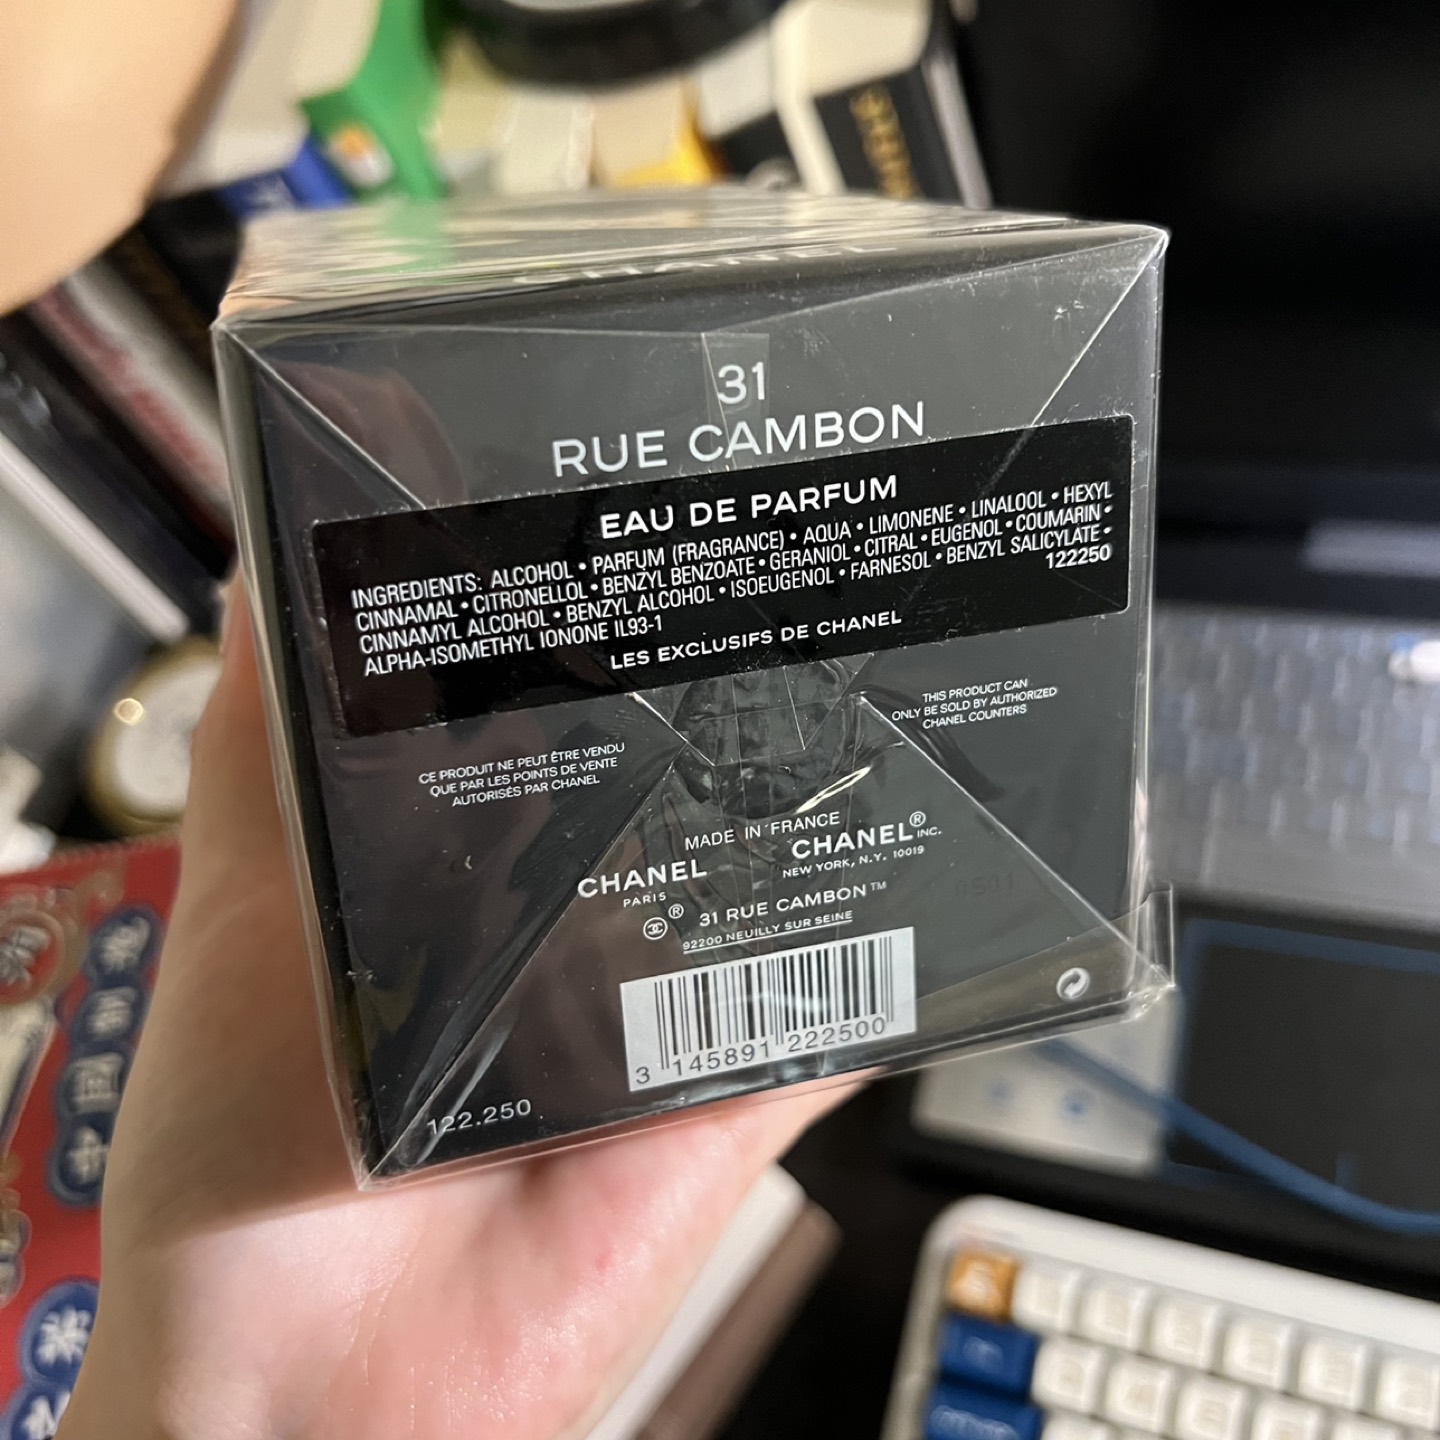 CHANEL
31
RUE CAMBON
EAU DE PARFUM
INGREDIENTS: ALCOHOL • PARFUM (FRAGRANCE) • AQUA • LIMONENE • LINALOOL • HEXYL
CINNAMAL • CITRONELLOL • BENZYL BENZOATE • GERANIOL • CITRAL • EUGENOL • COUMARIN •
CINNAMYL ALCOHOL • BENZYL ALCOHOL • ISOEUGENOL • FARNESOL • BENZYL SALICYLATE •
ALPHA-ISOMETHYL IONONE IL93-1
122250
LES EXCLUSIFS DE CHANEL
THIS PRODUCT CAN
ONLY BE SOLD BY AUTHORIZED
CHANEL COUNTERS
CE PRODUIT NE PEUT ÊTRE VENDU
QUE PAR LES POINTS DE VENTE
AUTORISÉS PAR CHANEL
MADE IN FRANCE
CHANEL
PARIS
CHANEL® INC.
NEW YORK, N.Y. 10019
® 31 RUE CAMBON™
92200 NEUILLY SUR SEINE
3 145891 222500
122.250